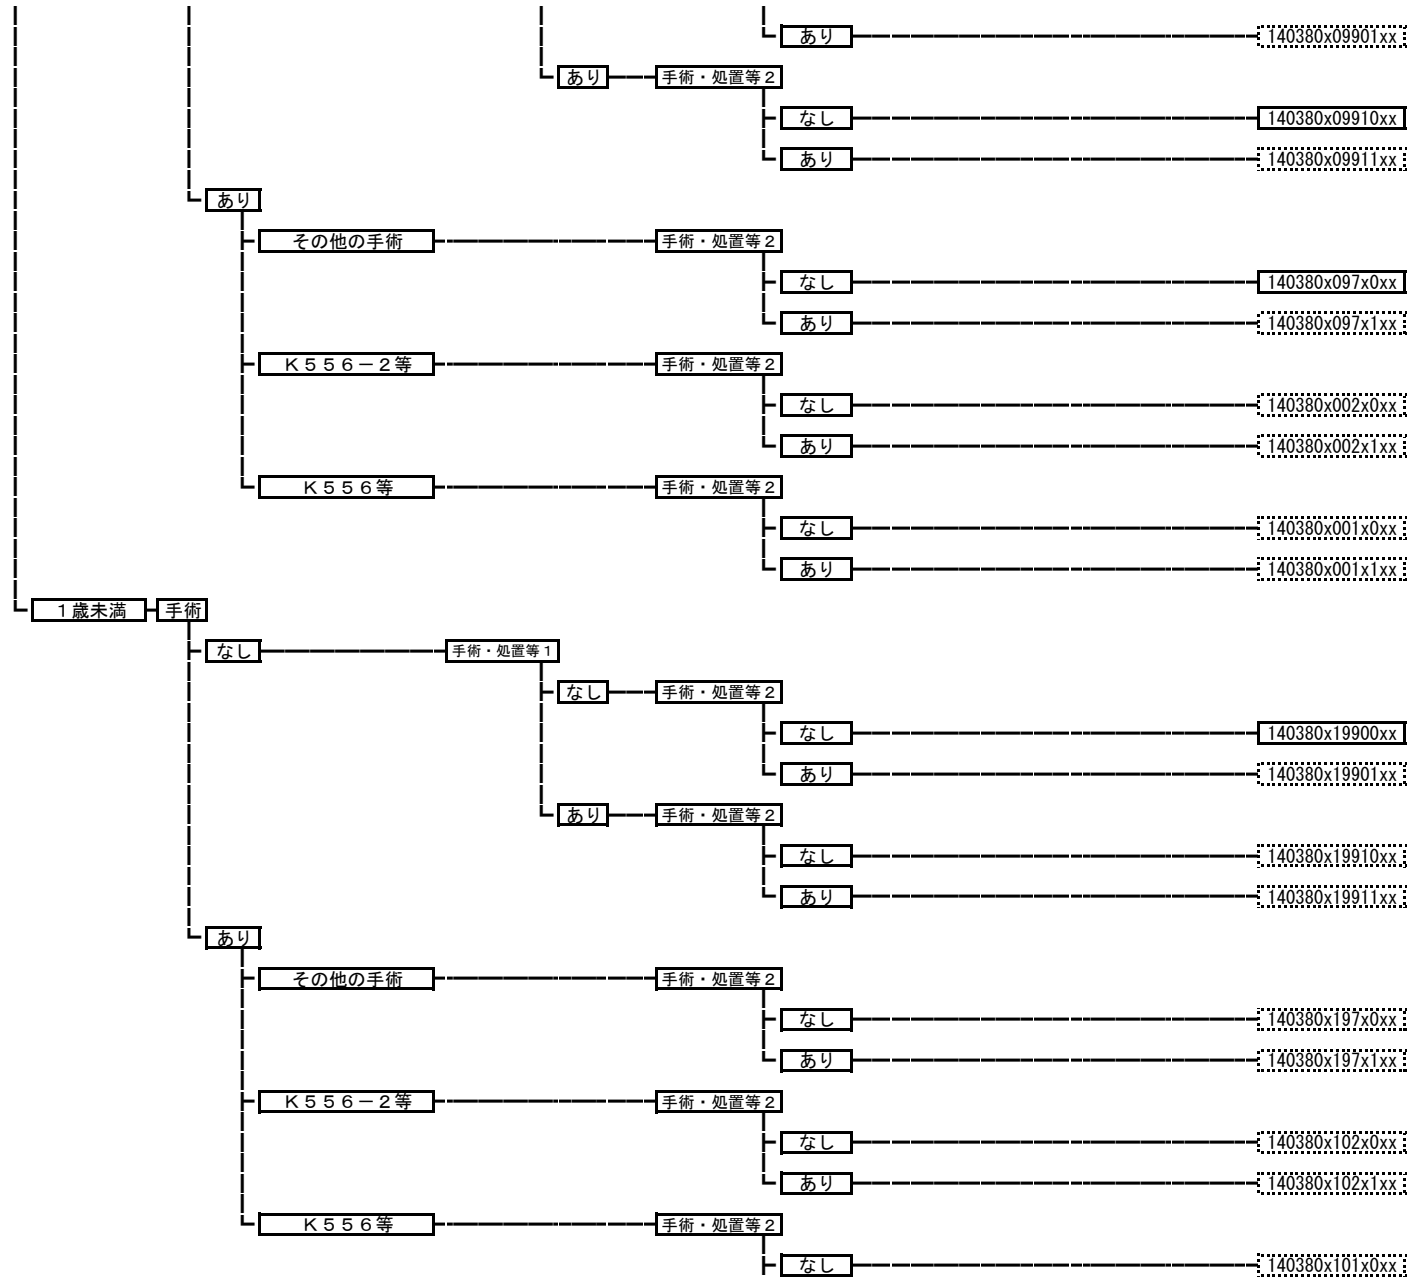 あり 140380x09901xx
あり 手術・処置等２
なし 140380x09910xx
あり 140380x09911xx
あり
その他の手術 手術・処置等２
なし 140380x097x0xx
あり 140380x097x1xx
Ｋ５５６－２等 手術・処置等２
なし 140380x002x0xx
あり 140380x002x1xx
Ｋ５５６等 手術・処置等２
なし 140380x001x0xx
あり 140380x001x1xx
１歳未満 手術
なし 手術・処置等１
なし 手術・処置等２
なし 140380x19900xx
あり 140380x19901xx
あり 手術・処置等２
なし 140380x19910xx
あり 140380x19911xx
あり
その他の手術 手術・処置等２
なし 140380x197x0xx
あり 140380x197x1xx
Ｋ５５６－２等 手術・処置等２
なし 140380x102x0xx
あり 140380x102x1xx
Ｋ５５６等 手術・処置等２
なし 140380x101x0xx